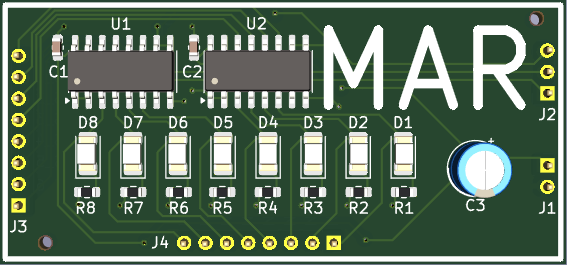 U1 U2
MAR
C1 C2
J2
D8 D7 D6 D5 D4 D3 D2 D1
+
R8 R7 R6 R5 R4 R3 R2 R1
C3 J1
J3
J4